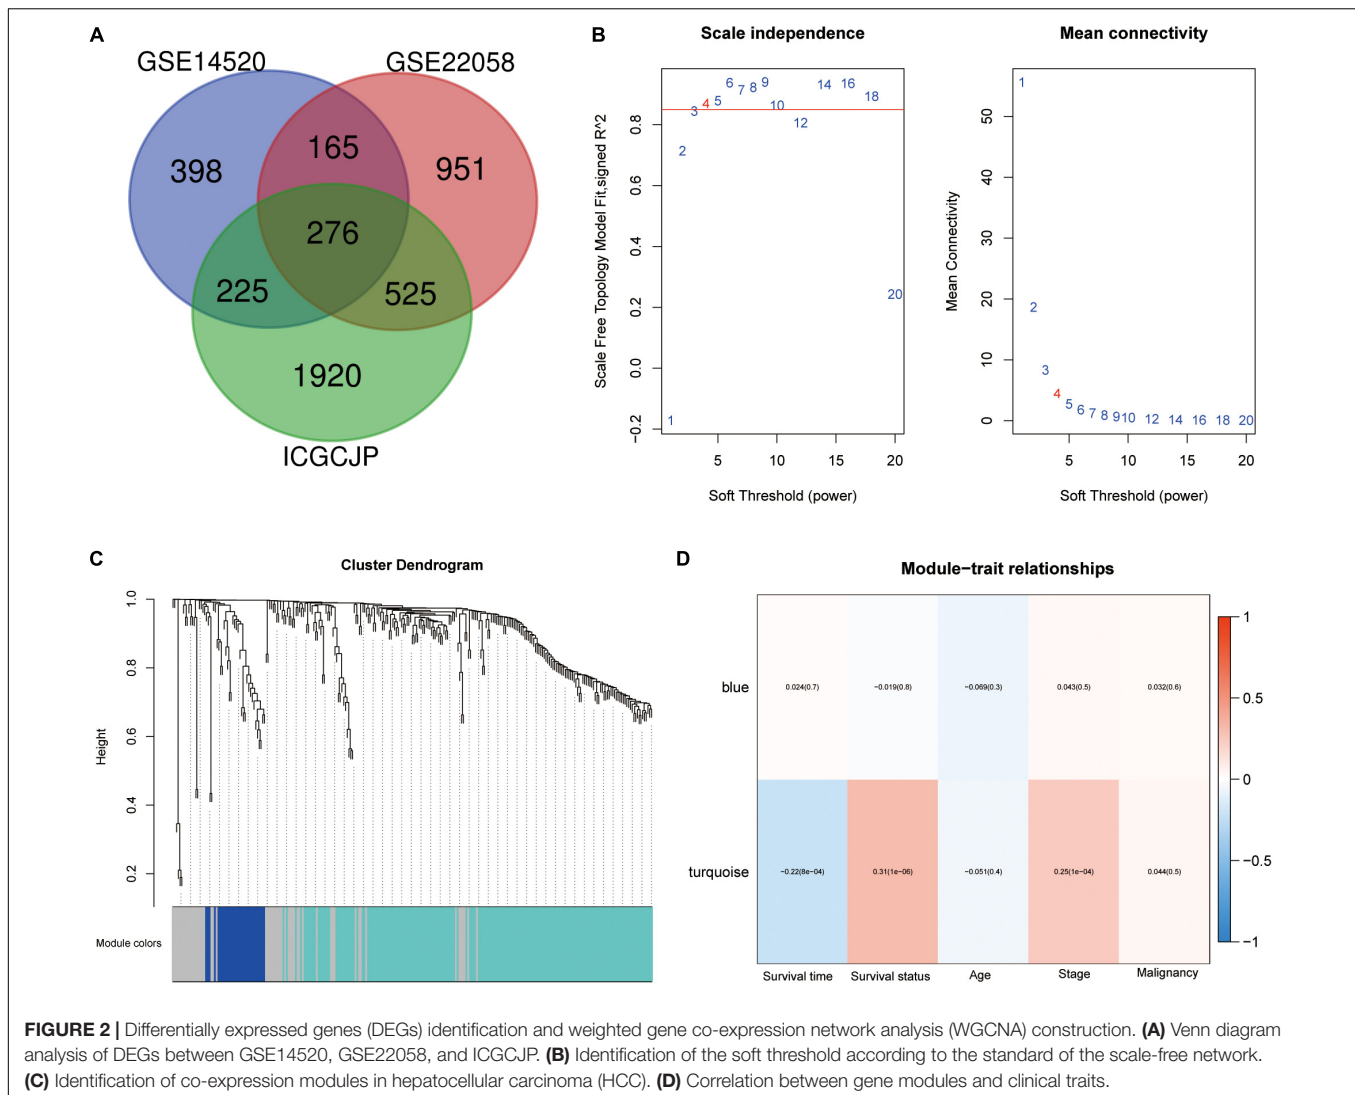 A
GSE14520
GSE22058
398
165
951
276
225
525
1920
ICGCJP
B
Scale independence
Scale Free Topology Model Fit,signed R^2
0.8
0.6
0.4
0.2
0.0
−0.2
1
2
3
4
5
6
7
8
9
10
12
14
16
18
20
5
10
15
20
Soft Threshold (power)
Mean connectivity
Mean Connectivity
50
40
30
20
10
0
1
2
3
4
5
6
7
8
9
10
12
14
16
18
20
5
10
15
20
Soft Threshold (power)
C
Cluster Dendrogram
Height
1.0
0.8
0.6
0.4
0.2
Module colors
D
Module−trait relationships
blue
0.024(0.7)
−0.019(0.8)
−0.069(0.3)
0.043(0.5)
0.032(0.6)
turquoise
−0.22(8e−04)
0.31(1e−06)
−0.051(0.4)
0.25(1e−04)
0.044(0.5)
Survival time
Survival status
Age
Stage
Malignancy
1
0.5
0
−0.5
−1
FIGURE 2 | Differentially expressed genes (DEGs) identification and weighted gene co-expression network analysis (WGCNA) construction. (A) Venn diagram
analysis of DEGs between GSE14520, GSE22058, and ICGCJP. (B) Identification of the soft threshold according to the standard of the scale-free network.
(C) Identification of co-expression modules in hepatocellular carcinoma (HCC). (D) Correlation between gene modules and clinical traits.